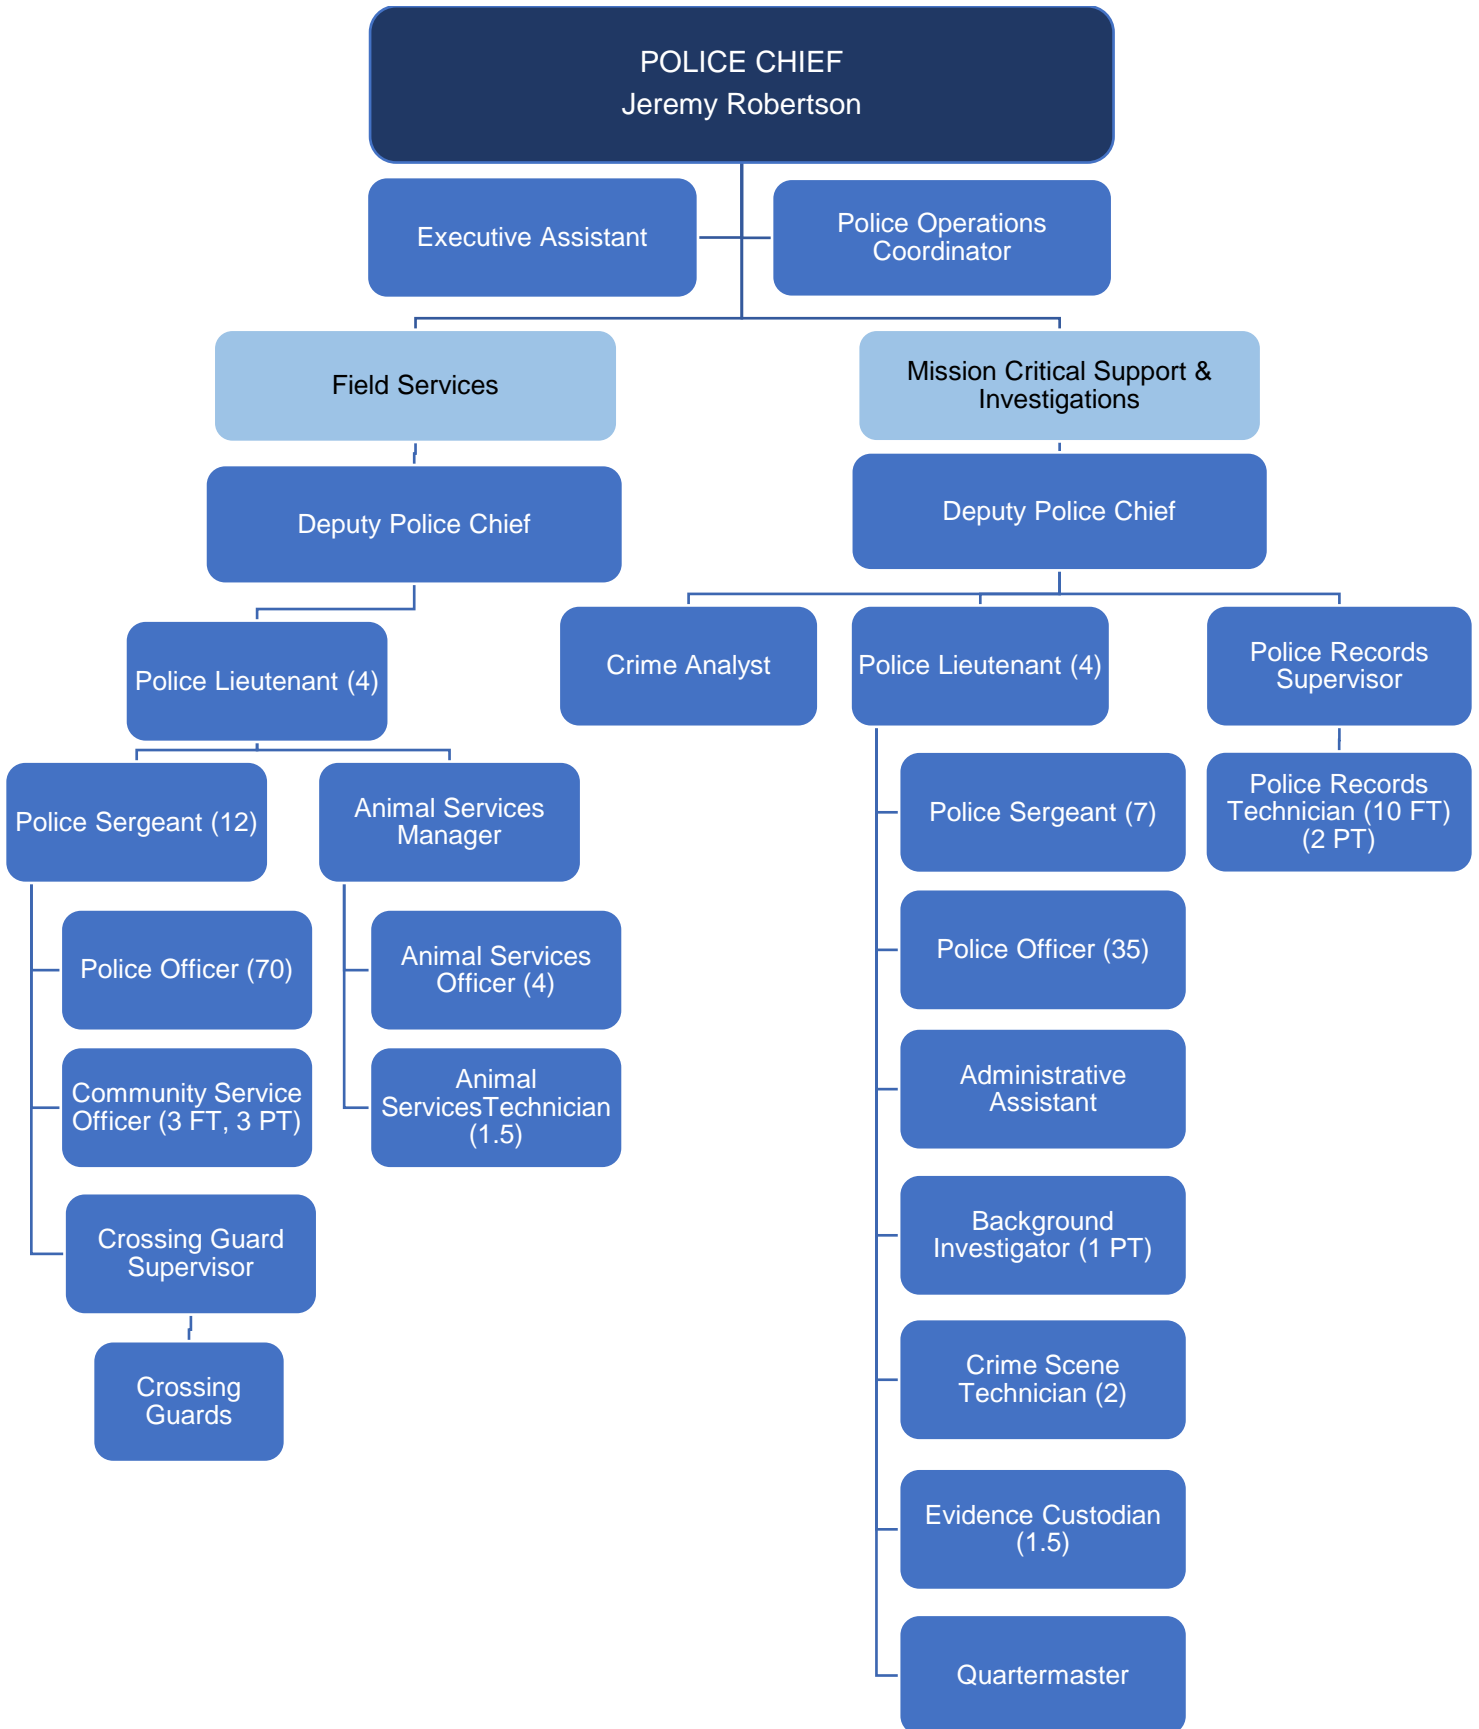 POLICE CHIEF
Jeremy Robertson
Executive Assistant
Police Operations
Coordinator
Field Services
Mission Critical Support &
Investigations
Deputy Police Chief
Deputy Police Chief
Police Lieutenant (4)
Crime Analyst
Police Lieutenant (4)
Police Records
Supervisor
Police Sergeant (12)
Animal Services
Manager
Police Officer (70)
Community Service
Officer (3 FT, 3 PT)
Crossing Guard
Supervisor
Crossing
Guards
Animal Services
Officer (4)
Animal
ServicesTechnician
(1.5)
Police Sergeant (7)
Police Officer (35)
Administrative
Assistant
Background
Investigator (1 PT)
Crime Scene
Technician (2)
Evidence Custodian
(1.5)
Quartermaster
Police Records
Technician (10 FT)
(2 PT)